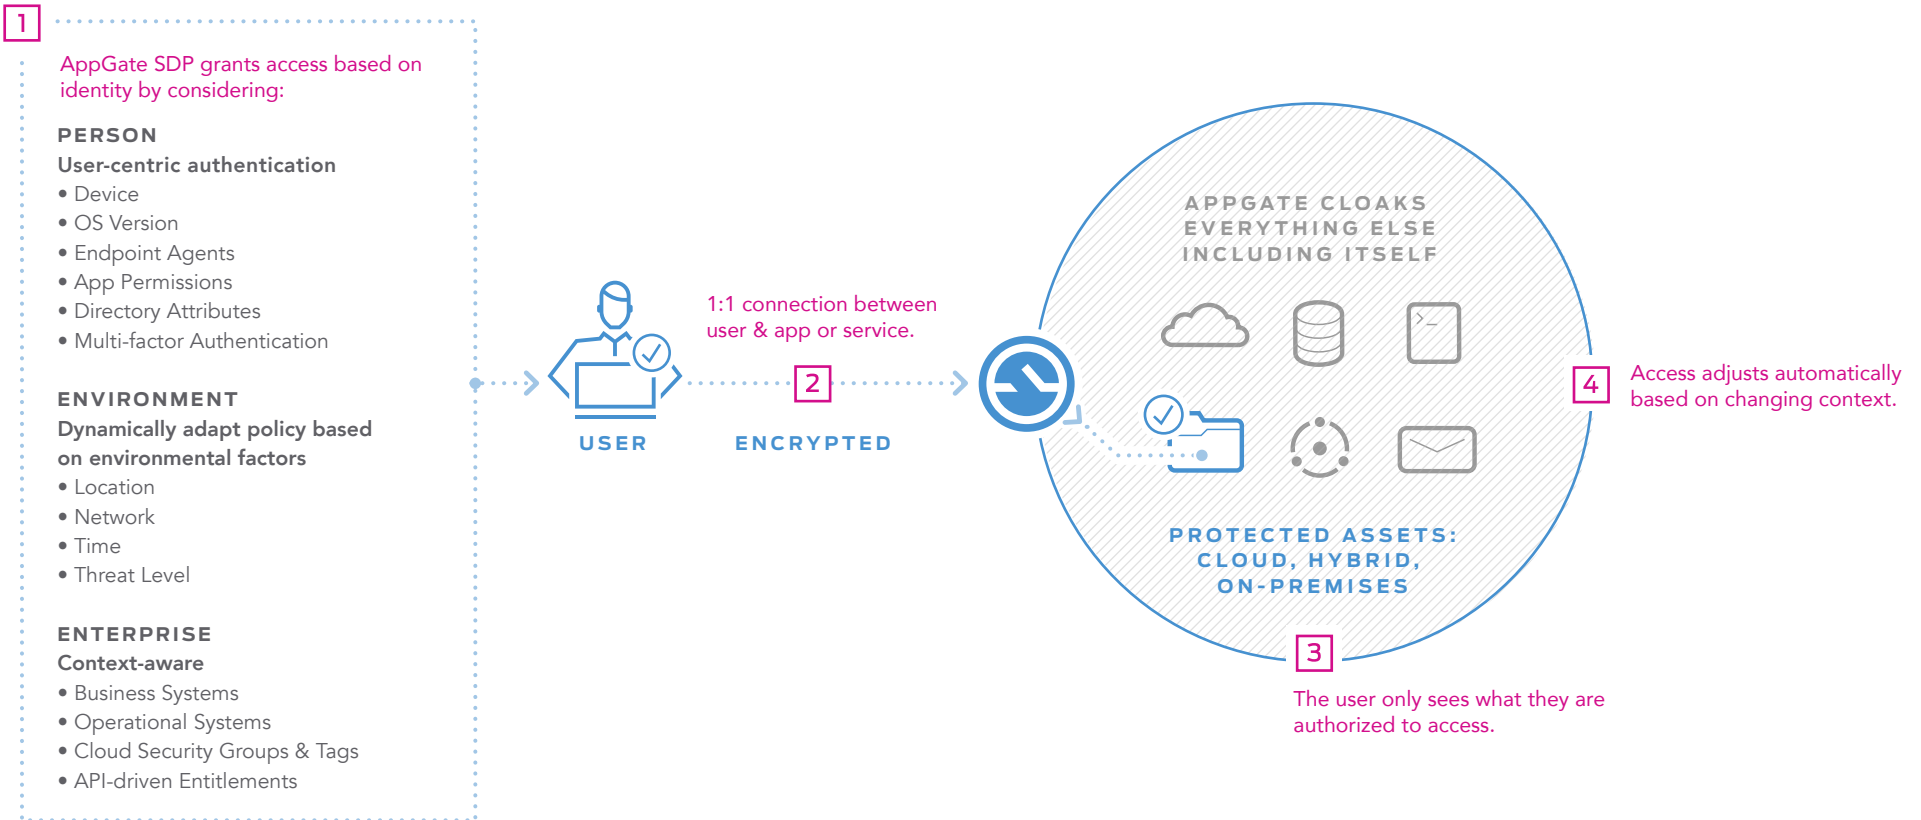 1
AppGate SDP grants access based on
identity by considering:
PERSON
User-centric authentication
• Device
• OS Version
• Endpoint Agents
• App Permissions
• Directory Attributes
• Multi-factor Authentication
ENVIRONMENT
Dynamically adapt policy based
on environmental factors
• Location
• Network
• Time
• Threat Level
ENTERPRISE
Context-aware
• Business Systems
• Operational Systems
• Cloud Security Groups & Tags
• API-driven Entitlements
USER
1:1 connection between
user & app or service.
2
ENCRYPTED
APPGATE CLOAKS
EVERYTHING ELSE
INCLUDING ITSELF
>_
PROTECTED ASSETS:
CLOUD, HYBRID,
ON-PREMISES
3
The user only sees what they are
authorized to access.
4
Access adjusts automatically
based on changing context.